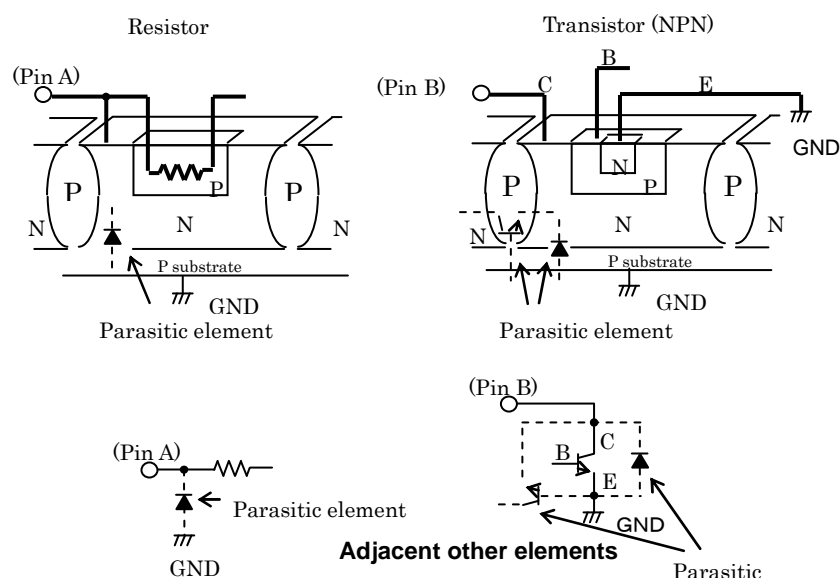 Resistor
(Pin A)
P
P
P
N
N
N
P substrate
GND
Parasitic element
Transistor (NPN)
(Pin B)
C
B
E
GND
P
N
P
P
N
N
N
P substrate
GND
Parasitic element
(Pin A)
Parasitic element
GND
(Pin B)
C
B
E
GND
Adjacent other elements
Parasitic